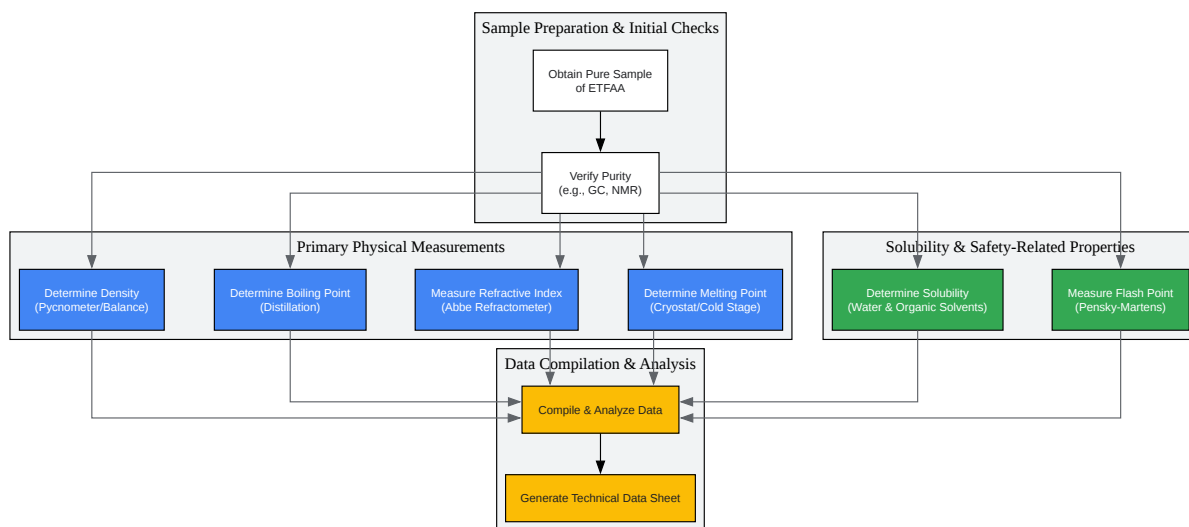 Sample Preparation & Initial Checks
Obtain Pure Sample
of ETFAA
Verify Purity
(e.g., GC, NMR)
Primary Physical Measurements
Determine Density
(Pycnometer/Balance)
Determine Boiling Point
(Distillation)
Measure Refractive Index
(Abbe Refractometer)
Determine Melting Point
(Cryostat/Cold Stage)
Solubility & Safety-Related Properties
Determine Solubility
(Water & Organic Solvents)
Measure Flash Point
(Pensky-Martens)
Data Compilation & Analysis
Compile & Analyze Data
Generate Technical Data Sheet